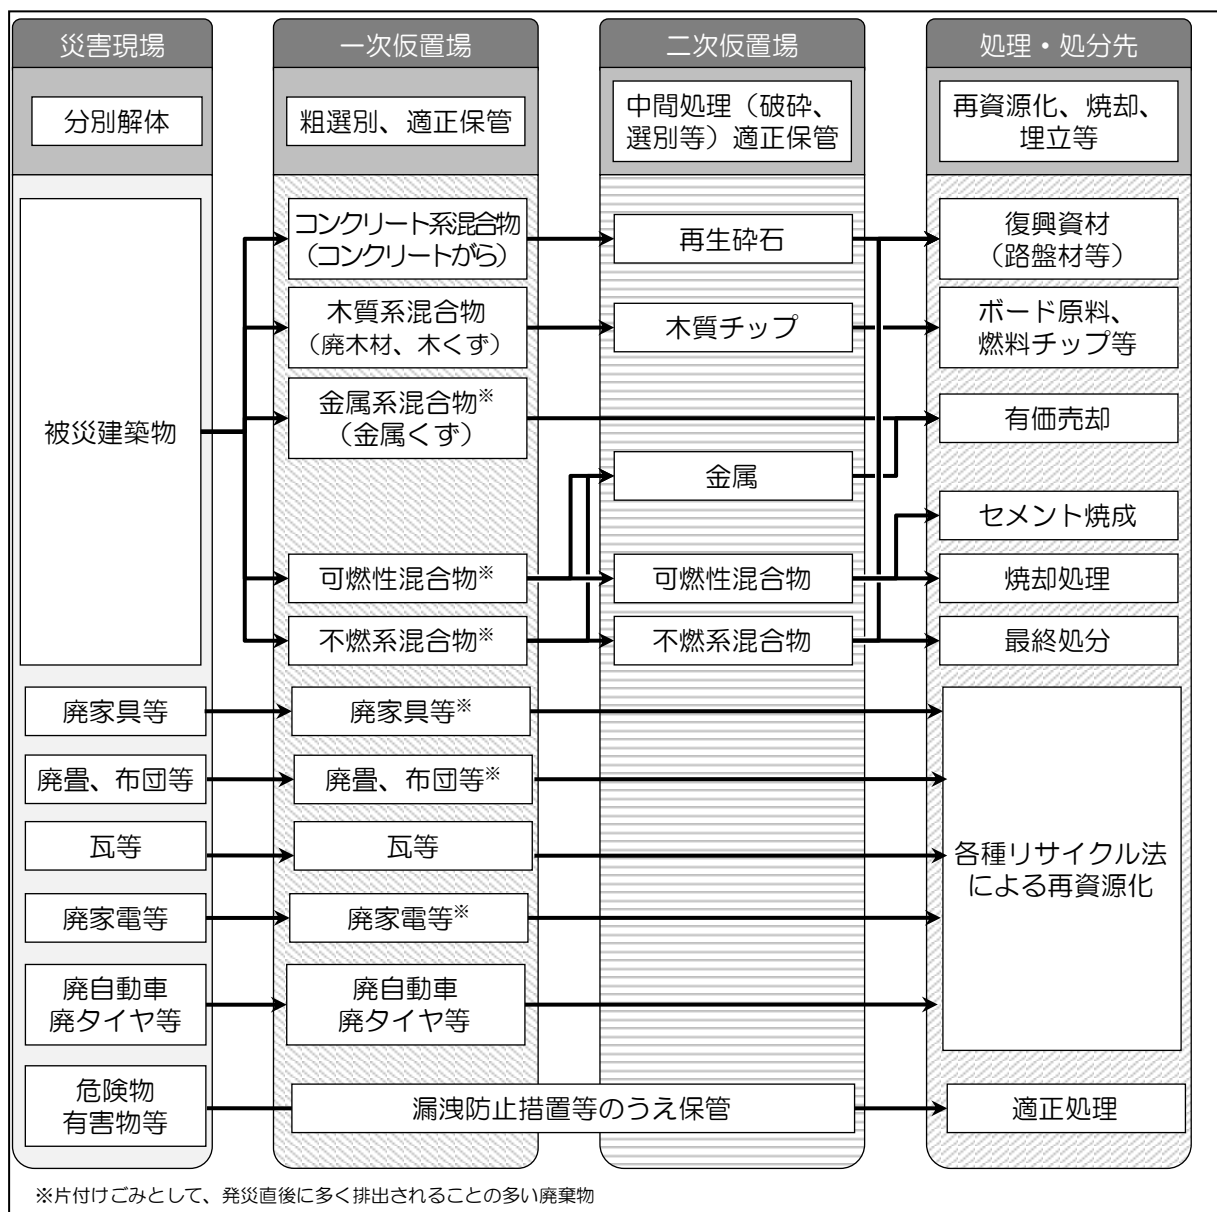 災害現場
一次仮置場
二次仮置場
処理・処分先
分別解体
粗選別、適正保管
中間処理（破砕、
選別等）適正保管
再資源化、焼却、
埋立等
被災建築物
コンクリート系混合物
（コンクリートがら）
再生砕石
復興資材
（路盤材等）
木質系混合物
（廃木材、木くず）
木質チップ
ボード原料、
燃料チップ等
金属系混合物※
（金属くず）
有価売却
金属
セメント焼成
可燃性混合物※
可燃性混合物
焼却処理
不燃系混合物※
不燃系混合物
最終処分
廃家具等
廃家具等※
廃畳、布団等
廃畳、布団等※
瓦等
瓦等
各種リサイクル法
による再資源化
廃家電等
廃家電等※
廃自動車
廃タイヤ等
廃自動車
廃タイヤ等
危険物
有害物等
漏洩防止措置等のうえ保管
適正処理
※片付けごみとして、発災直後に多く排出されることの多い廃棄物